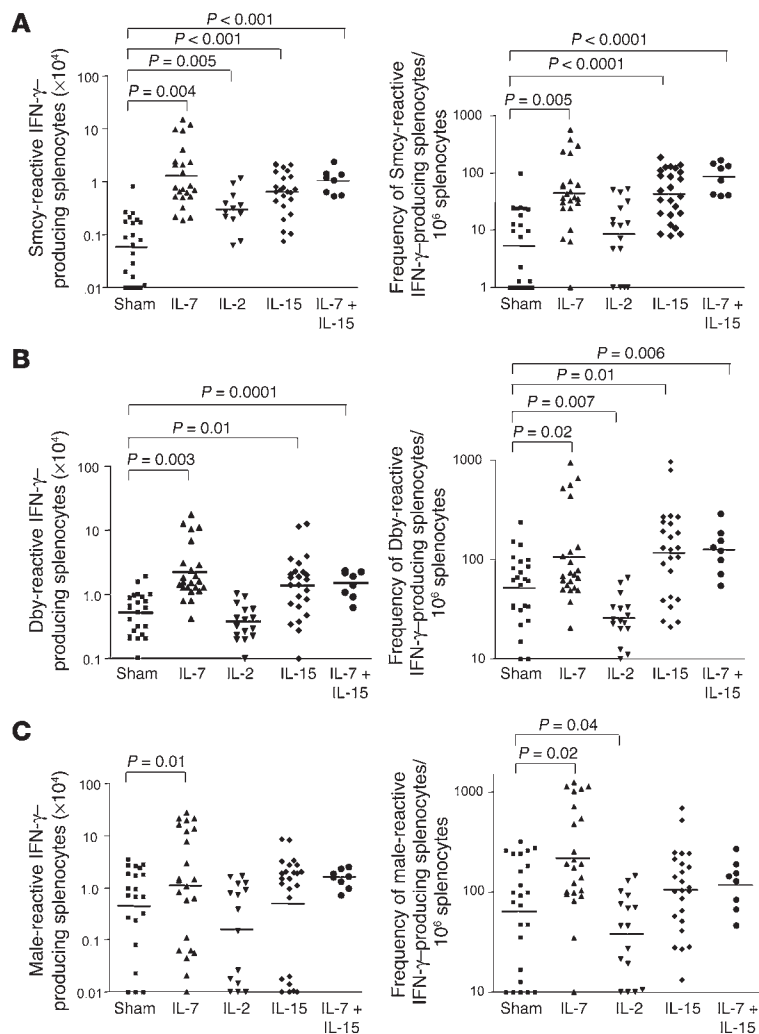 A
P < 0.001
P < 0.001
P = 0.005
P = 0.004
Smcy-reactive IFN-γ–
producing splenocytes (×10⁴)
100
10
1
0.1
.01
Sham
IL-7
IL-2
IL-15
IL-7 +
IL-15
P < 0.0001
P < 0.0001
P = 0.005
Frequency of Smcy-reactive
IFN-γ–producing splenocytes/
10⁶ splenocytes
1000
100
10
1
Sham
IL-7
IL-2
IL-15
IL-7 +
IL-15
B
P = 0.0001
P = 0.01
P = 0.003
Dby-reactive IFN-γ–
producing splenocytes (×10⁴)
100
10
1.0
0.1
Sham
IL-7
IL-2
IL-15
IL-7 +
IL-15
P = 0.006
P = 0.01
P = 0.007
P = 0.02
Frequency of Dby-reactive
IFN-γ–producing splenocytes/
10⁶ splenocytes
1000
100
10
Sham
IL-7
IL-2
IL-15
IL-7 +
IL-15
C
P = 0.01
Male-reactive IFN-γ–
producing splenocytes (×10⁴)
100
10
1.0
0.1
0.01
Sham
IL-7
IL-2
IL-15
IL-7 +
IL-15
P = 0.04
P = 0.02
Frequency of male-reactive
IFN-γ–producing splenocytes/
10⁶ splenocytes
1000
100
10
Sham
IL-7
IL-2
IL-15
IL-7 +
IL-15